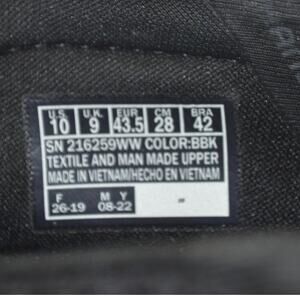 U.S. U.K. EUR CM BRA
10 9 43.5 28 42
SN 216259WW COLOR:BBK
TEXTILE AND MAN MADE UPPER
MADE IN VIETNAM/HECHO EN VIETNAM
F M Y
26-19 08-22